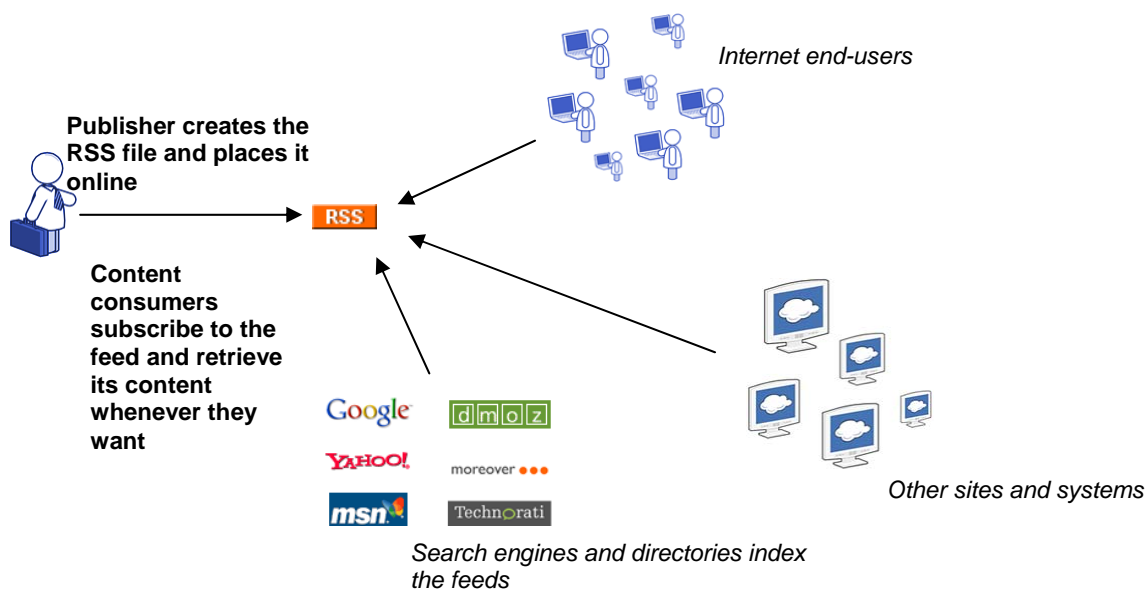 Internet end-users
Publisher creates the
RSS file and places it
online
RSS
Content
consumers
subscribe to the
feed and retrieve
its content
whenever they
want
Google
dmoz
YAHOO!
moreover
msn
Technorati
Other sites and systems
Search engines and directories index
the feeds